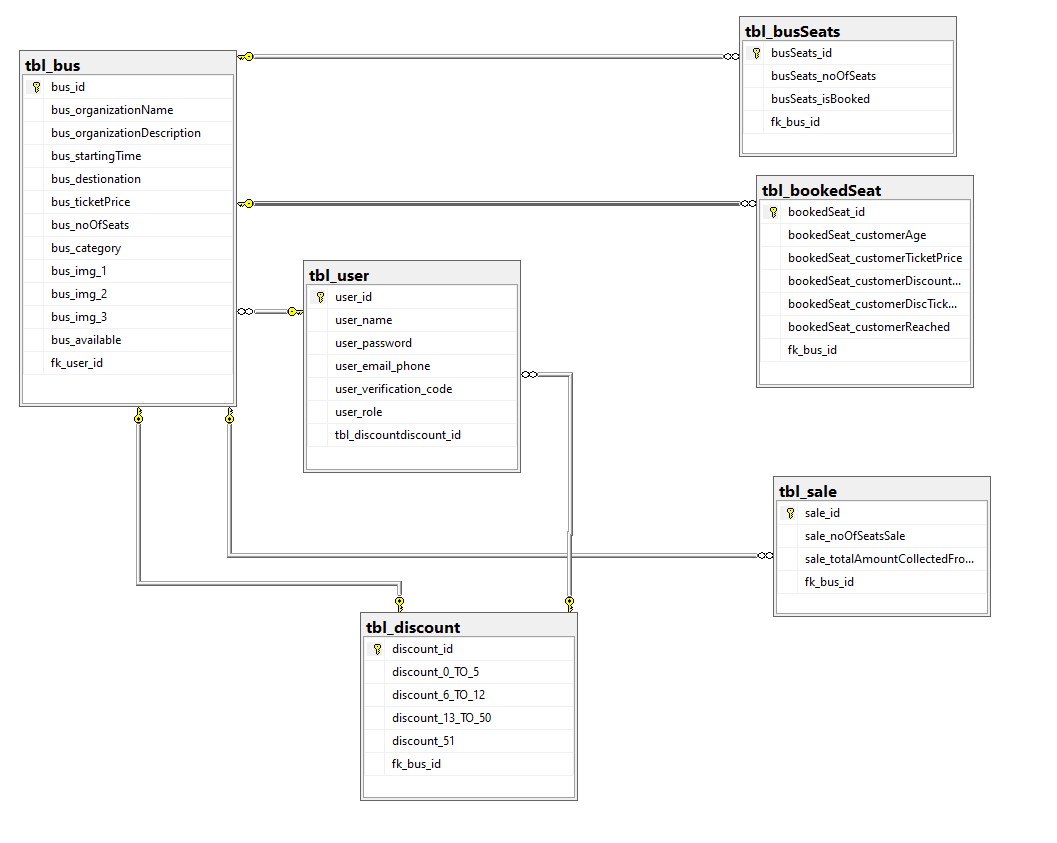 tbl_bus
bus_id
bus_organizationName
bus_organizationDescription
bus_startingTime
bus_destionation
bus_ticketPrice
bus_noOfSeats
bus_category
bus_img_1
bus_img_2
bus_img_3
bus_available
fk_user_id
tbl_busSeats
busSeats_id
busSeats_noOfSeats
busSeats_isBooked
fk_bus_id
tbl_bookedSeat
bookedSeat_id
bookedSeat_customerAge
bookedSeat_customerTicketPrice
bookedSeat_customerDiscount...
bookedSeat_customerDiscTick...
bookedSeat_customerReached
fk_bus_id
tbl_user
user_id
user_name
user_password
user_email_phone
user_verification_code
user_role
tbl_discountdiscount_id
tbl_sale
sale_id
sale_noOfSeatsSale
sale_totalAmountCollectedFro...
fk_bus_id
tbl_discount
discount_id
discount_0_TO_5
discount_6_TO_12
discount_13_TO_50
discount_51
fk_bus_id